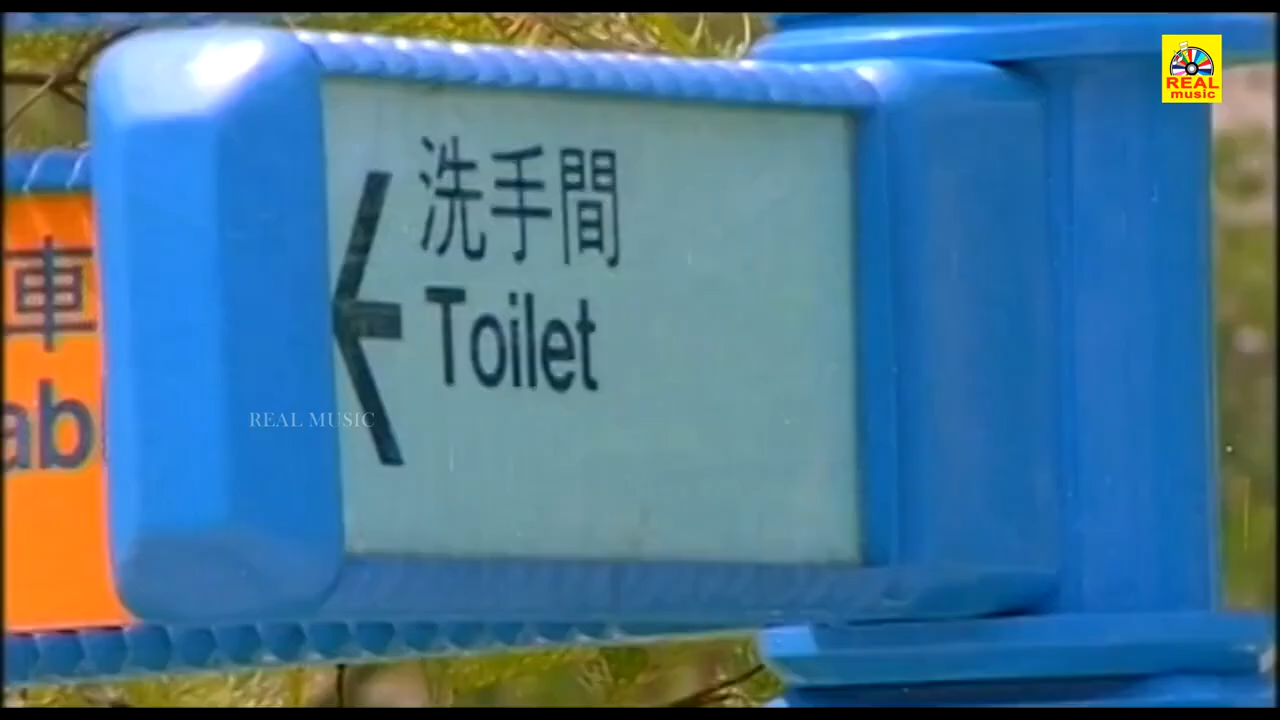 REAL
music
洗手間
Toilet
車
ab
REAL MUSIC